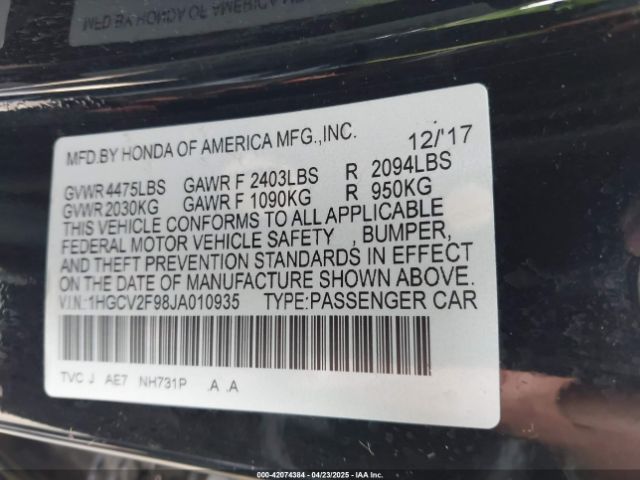 MFD.BY HONDA OF AMERICA MFG.,INC. 12/'17
GVWR 4475LBS GAWR F 2403LBS R 2094LBS
GVWR 2030KG GAWR F 1090KG R 950KG
THIS VEHICLE CONFORMS TO ALL APPLICABLE
FEDERAL MOTOR VEHICLE SAFETY , BUMPER,
AND THEFT PREVENTION STANDARDS IN EFFECT
ON THE DATE OF MANUFACTURE SHOWN ABOVE.
V.I.N.:1HGCV2F98JA010935 TYPE:PASSENGER CAR
TVC J AE7 NH731P .A .A
000-42074384 | 04/23/2025 - IAA Inc.